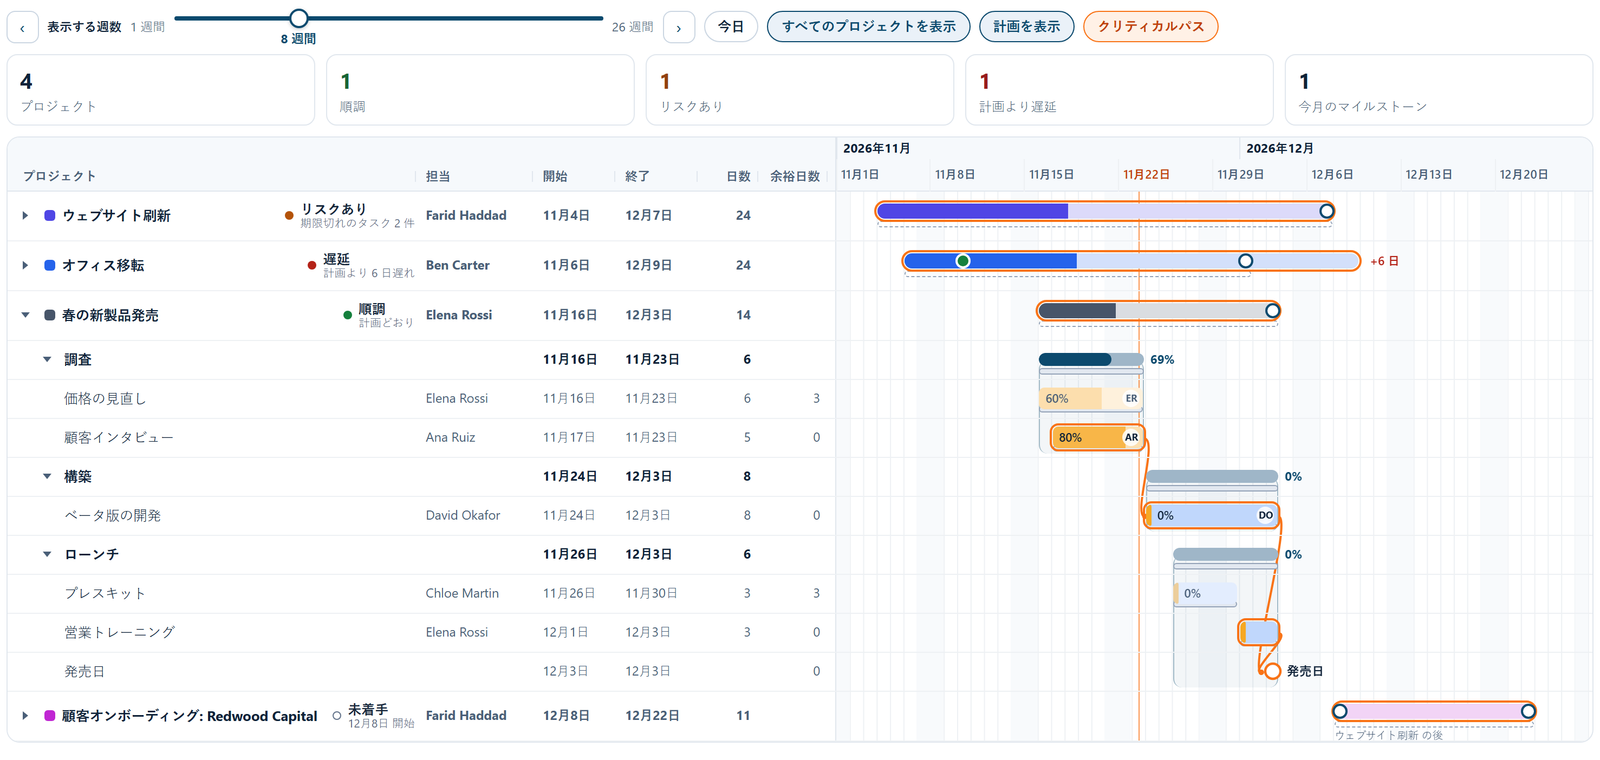 ‹ 表示する週数 1 週間 8 週間 26 週間 › 今日 すべてのプロジェクトを表示 計画を表示 クリティカルパス
4
プロジェクト
1
順調
1
リスクあり
1
計画より遅延
1
今月のマイルストーン
2026年11月 2026年12月
プロジェクト 担当 開始 終了 日数 余裕日数 11月1日 11月8日 11月15日 11月22日 11月29日 12月6日 12月13日 12月20日
ウェブサイト刷新 リスクあり 期限切れのタスク 2 件 Farid Haddad 11月4日 12月7日 24
オフィス移転 遅延 計画より 6 日遅れ Ben Carter 11月6日 12月9日 24 +6 日
春の新製品発売 順調 計画どおり Elena Rossi 11月16日 12月3日 14
調査 11月16日 11月23日 6 69%
価格の見直し Elena Rossi 11月16日 11月23日 6 3 60% ER
顧客インタビュー Ana Ruiz 11月17日 11月23日 5 0 80% AR
構築 11月24日 12月3日 8 0%
ベータ版の開発 David Okafor 11月24日 12月3日 8 0 0% DO
ローンチ 11月26日 12月3日 6 0%
プレスキット Chloe Martin 11月26日 11月30日 3 3 0%
営業トレーニング Elena Rossi 12月1日 12月3日 3 0
発売日 12月3日 12月3日 0 発売日
顧客オンボーディング: Redwood Capital 未着手 12月8日 開始 Farid Haddad 12月8日 12月22日 11
ウェブサイト刷新 の後